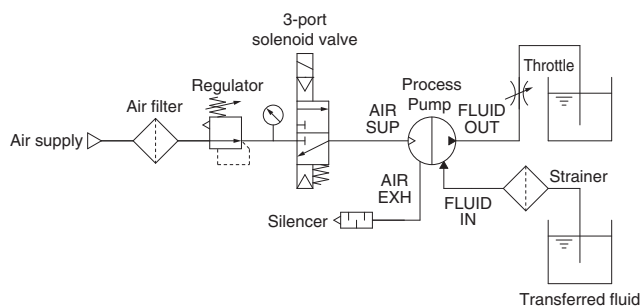 3-port
solenoid valve
Regulator
Air filter
Air supply
Process
Pump
Throttle
AIR
SUP
FLUID
OUT
AIR
EXH
FLUID
IN
Strainer
Silencer
Transferred fluid